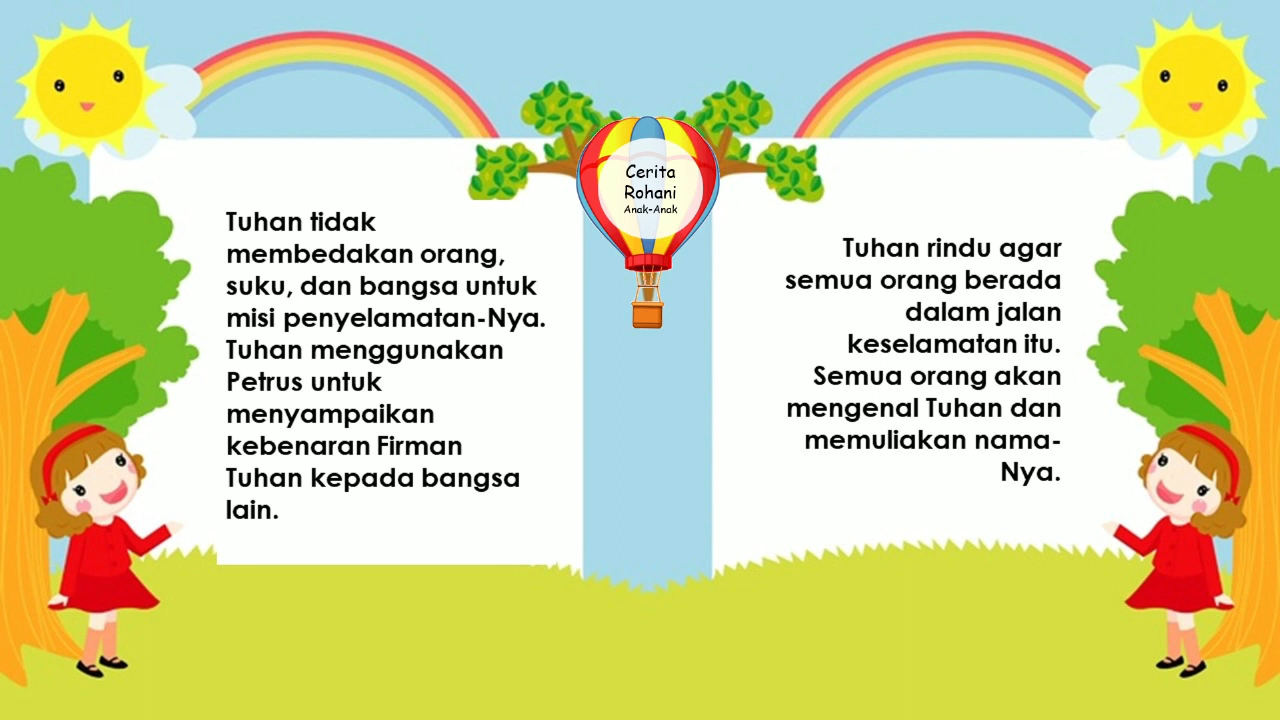 Cerita
Rohani
Anak-Anak
Tuhan tidak
membedakan orang,
suku, dan bangsa untuk
misi penyelamatan-Nya.
Tuhan menggunakan
Petrus untuk
menyampaikan
kebenaran Firman
Tuhan kepada bangsa
lain.
Tuhan rindu agar
semua orang berada
dalam jalan
keselamatan itu.
Semua orang akan
mengenal Tuhan dan
memuliakan nama-
Nya.